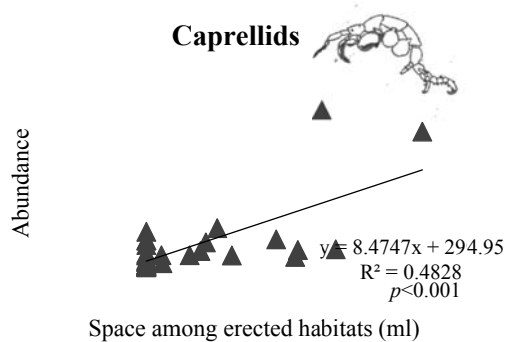 Caprellids
Abundance
y = 8.4747x + 294.95
R² = 0.4828
p<0.001
Space among erected habitats (ml)